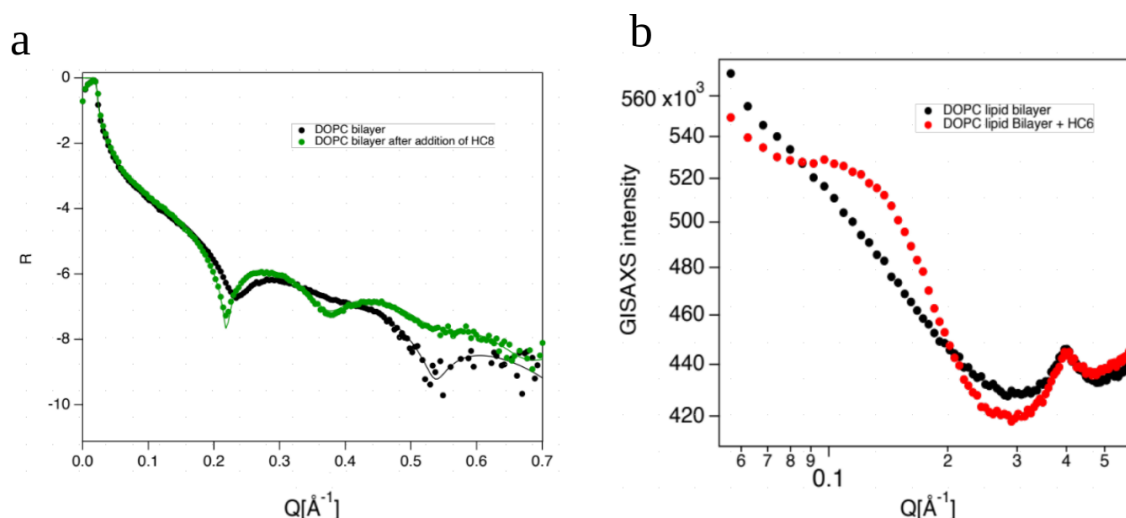 a
0
-2
-4
-6
-8
-10
R
0.0 0.1 0.2 0.3 0.4 0.5 0.6 0.7
Q[Å-1]
DOPC bilayer
DOPC bilayer after addition of HC8
b
560 x10³
540
520
500
480
460
440
420
GISAXS intensity
6 7 8 9 0.1 2 3 4 5
Q[Å-1]
DOPC lipid bilayer
DOPC lipid Bilayer + HC6